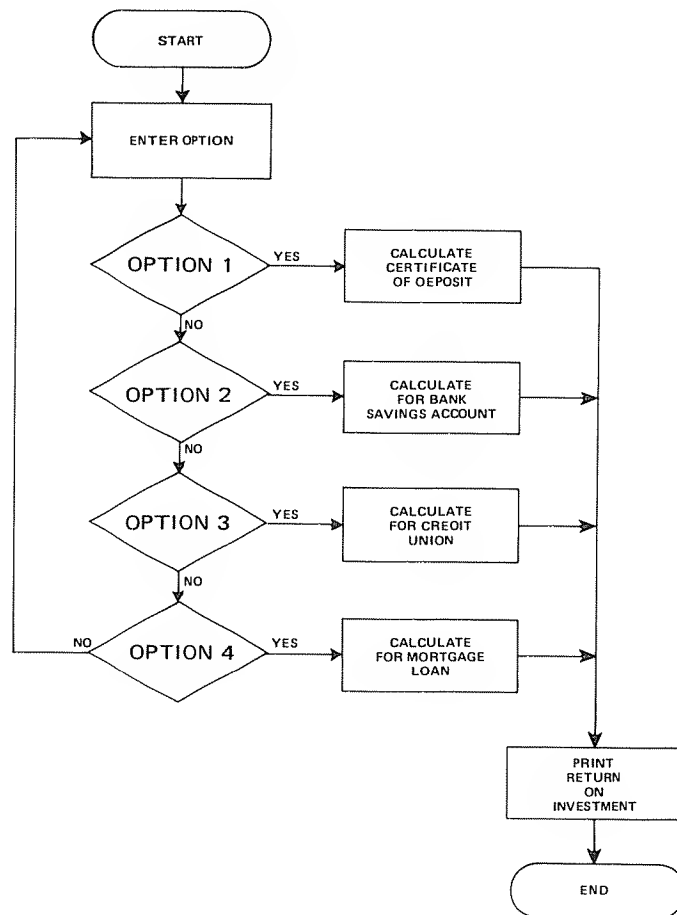 START
ENTER OPTION
OPTION 1
YES
CALCULATE
CERTIFICATE
OF OEPOSIT
NO
OPTION 2
YES
CALCULATE
FOR BANK
SAVINGS ACCOUNT
NO
OPTION 3
YES
CALCULATE
FOR CREOIT
UNION
NO
NO
OPTION 4
YES
CALCULATE
FOR MORTGAGE
LOAN
PRINT
RETURN
ON
INVESTMENT
END